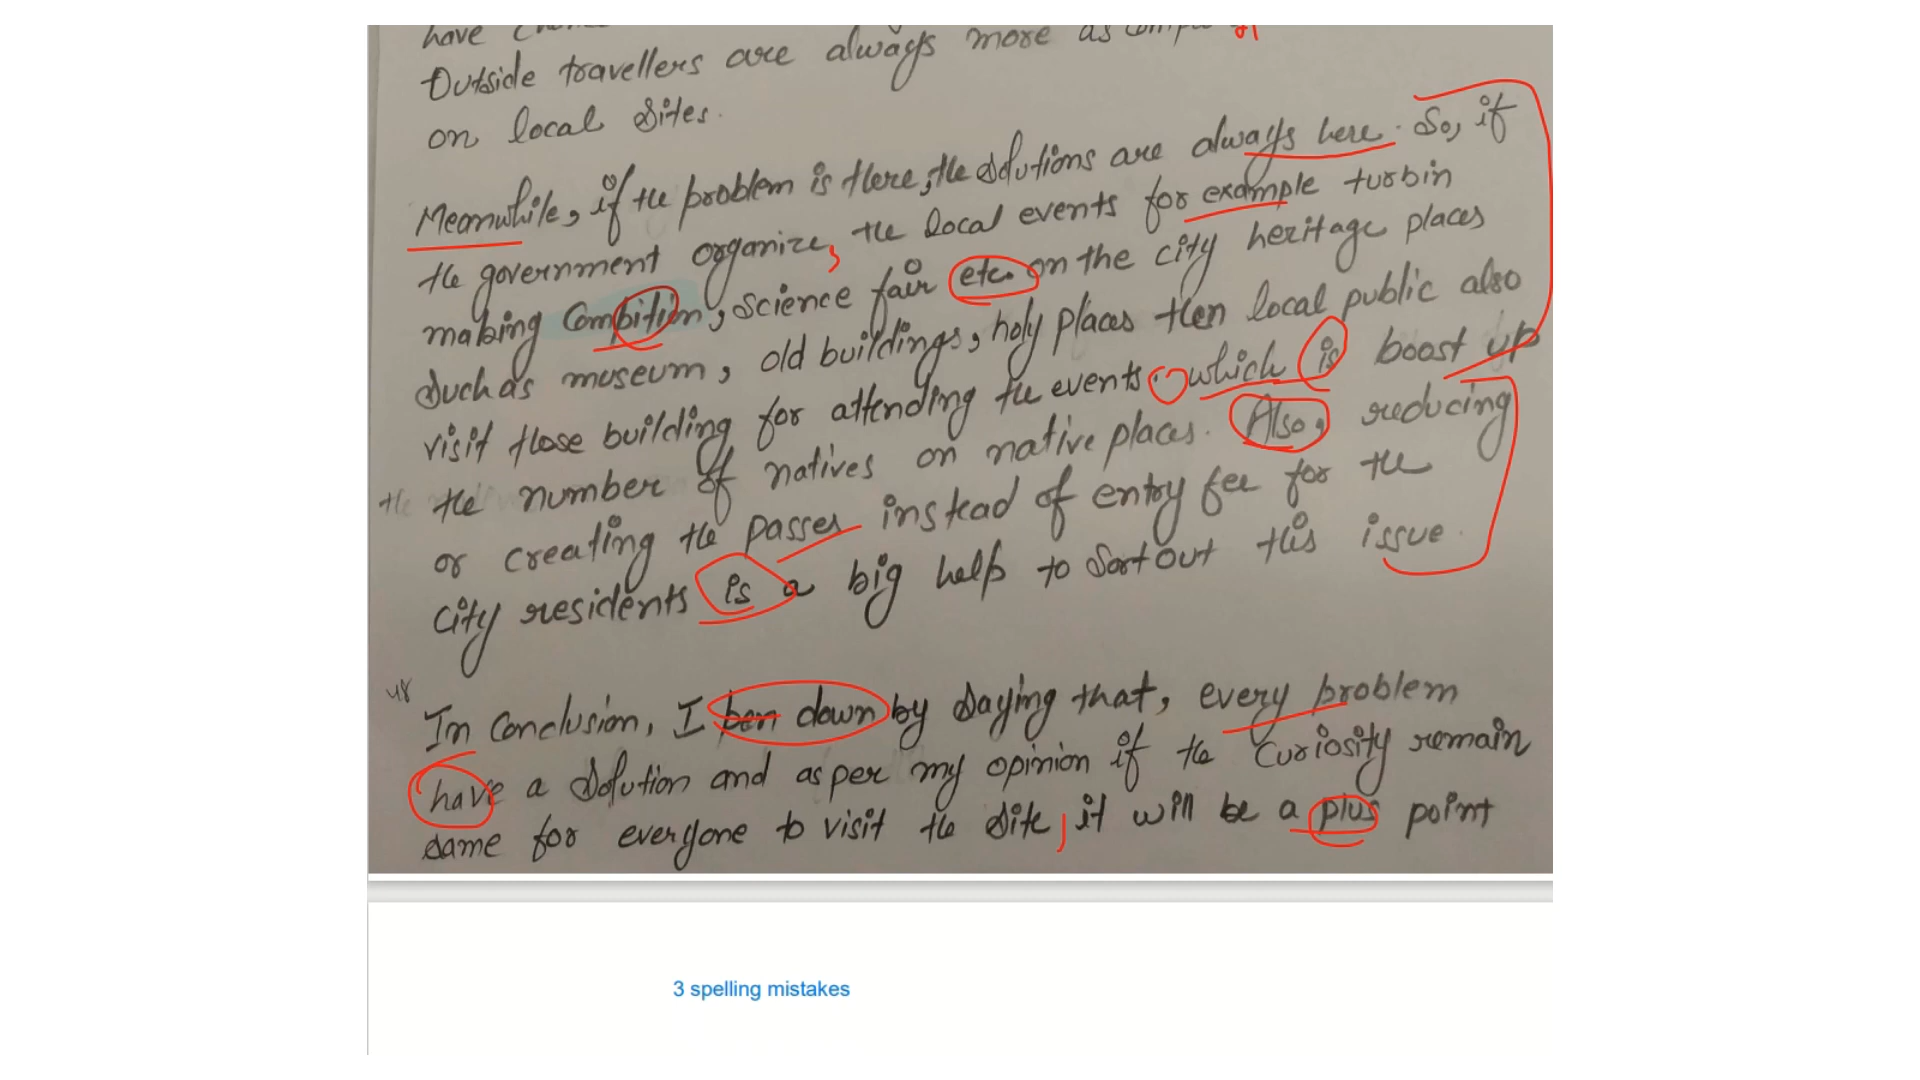 have
Outside travellers are always more as
on local sites.
Meanwhile, if the problem is there, the solutions are always here. So, if
the government organize, the local events for example turbin
making Combition, science fair etc. on the city heritage places
Such as museum, old buildings, holy places then local public also
visit those building for attending the events. which is boost up
the number of natives on native places. Also, reducing
or creating the passes instead of entry fee for the
city residents is a big help to Sort out this issue.
48
In Conclusion, I ben down by saying that, every problem
have a solution and as per my opinion if the Curiosity remain
same for everyone to visit the site, it will be a plus point
3 spelling mistakes